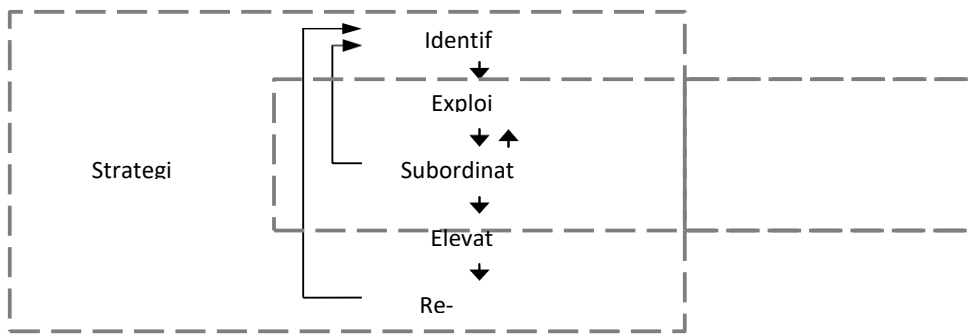 Identif
Exploi
Strategi
Subordinat
Elevat
Re-